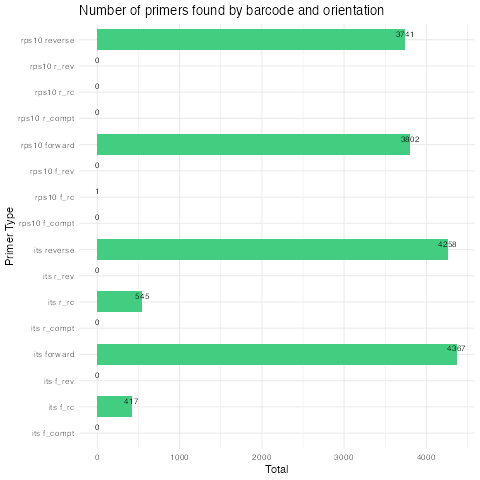 Number of primers found by barcode and orientation
rps10 reverse 3741
rps10 r_rev 0
rps10 r_rc 0
rps10 r_compt 0
rps10 forward 3802
rps10 f_rev 0
rps10 f_rc 1
rps10 f_compt 0
its reverse 4258
its r_rev 0
its r_rc 545
its r_compt 0
its forward 4367
its f_rev 0
its f_rc 417
its f_compt 0
0 1000 2000 3000 4000
Total
Primer Type